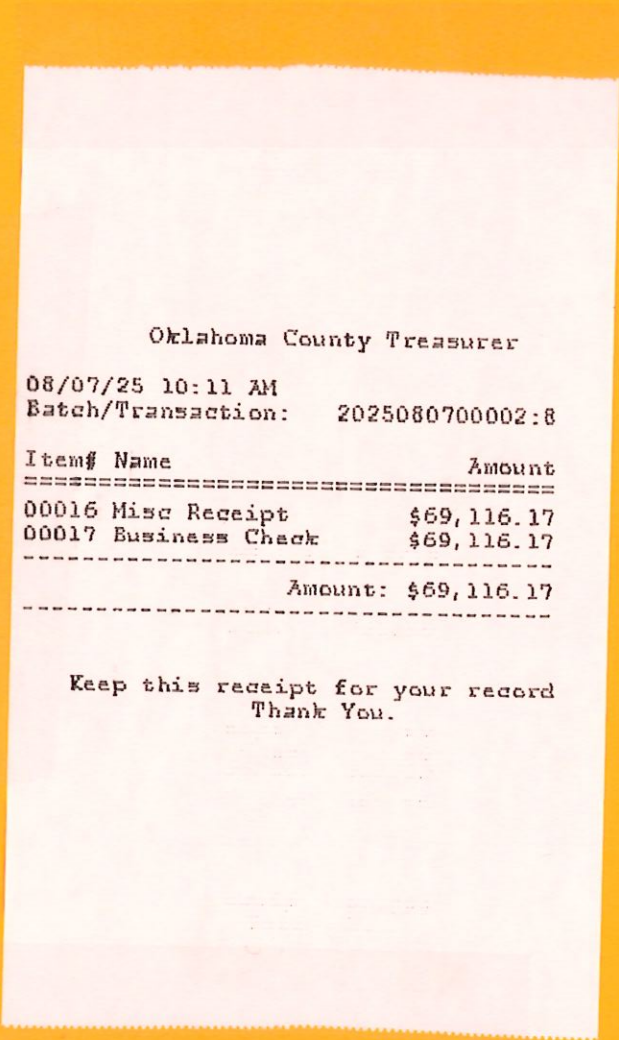 Oklahoma County Treasurer
08/07/25 10:11 AM
Batch/Transaction: 2025080700002:8
Item# Name Amount
====================================
00016 Misc Receipt $69,116.17
00017 Business Check $69,116.17
------------------------------------
Amount: $69,116.17
------------------------------------
Keep this receipt for your record
Thank You.